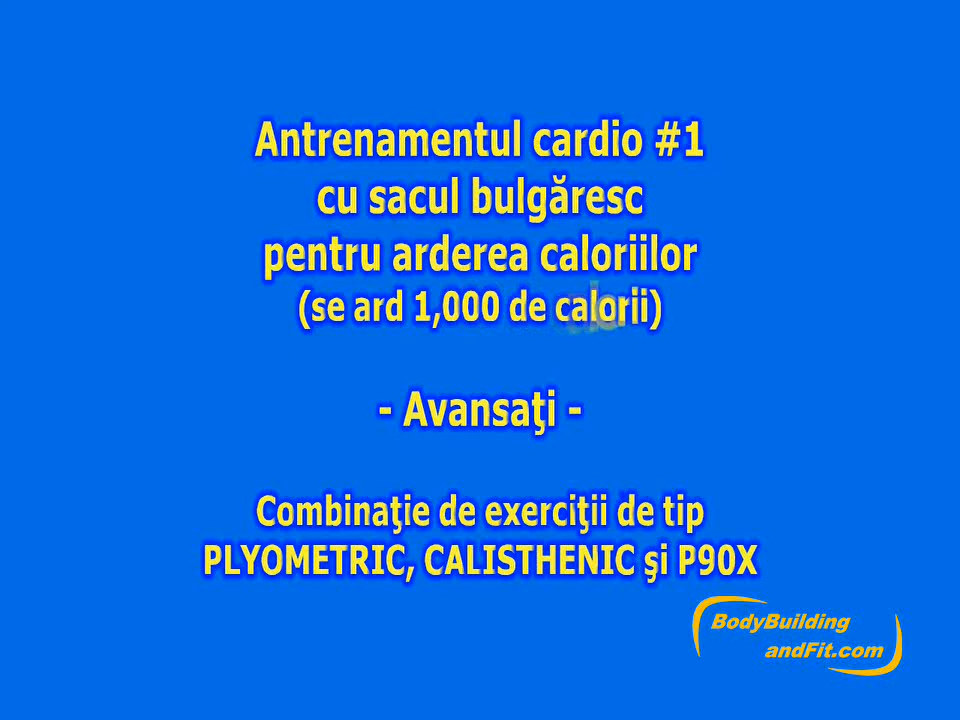 Antrenamentul cardio #1
cu sacul bulgăresc
pentru arderea caloriilor
(se ard 1,000 de calorii)
- Avansaţi -
Combinaţie de exerciţii de tip
PLYOMETRIC, CALISTHENIC şi P90X
BodyBuilding
andFit.com